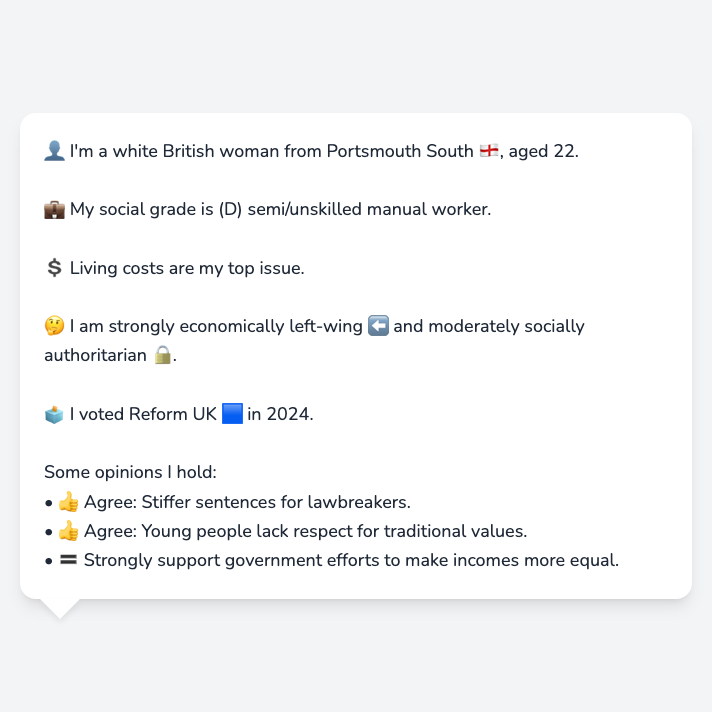 👤 I'm a white British woman from Portsmouth South 🏴󠁧󠁢󠁥󠁮󠁧󠁿, aged 22.
💼 My social grade is (D) semi/unskilled manual worker.
💲 Living costs are my top issue.
🤔 I am strongly economically left-wing ⬅️ and moderately socially
authoritarian 🔒.
🗳️ I voted Reform UK 🟦 in 2024.
Some opinions I hold:
• 👍 Agree: Stiffer sentences for lawbreakers.
• 👍 Agree: Young people lack respect for traditional values.
• 🟰 Strongly support government efforts to make incomes more equal.